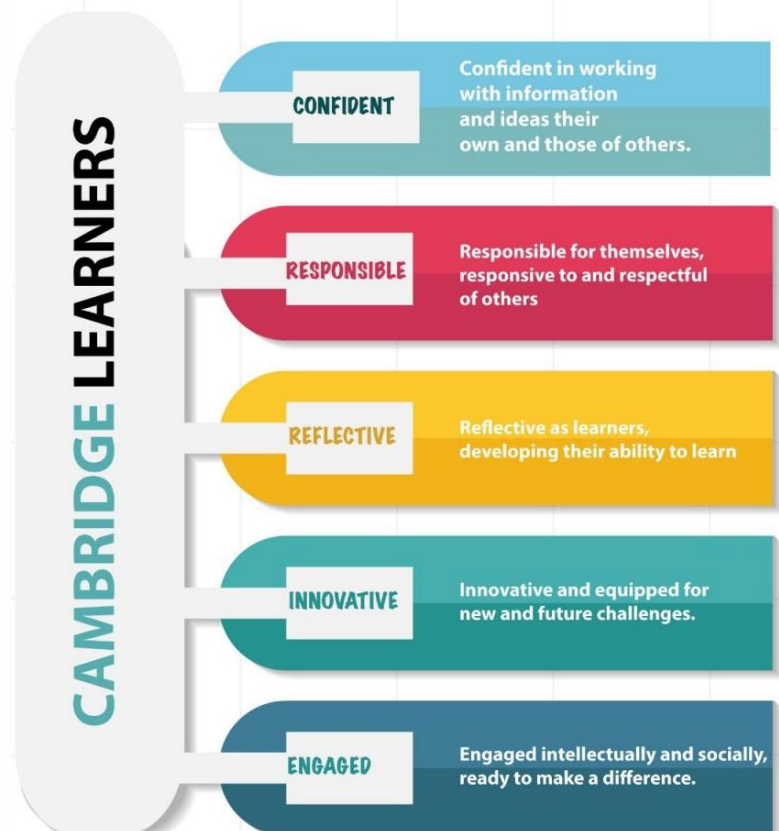 CAMBRIDGE LEARNERS
CONFIDENT
Confident in working
with information
and ideas their
own and those of others.
RESPONSIBLE
Responsible for themselves,
responsive to and respectful
of others
REFLECTIVE
Reflective as learners,
developing their ability to learn
INNOVATIVE
Innovative and equipped for
new and future challenges.
ENGAGED
Engaged intellectually and socially,
ready to make a difference.